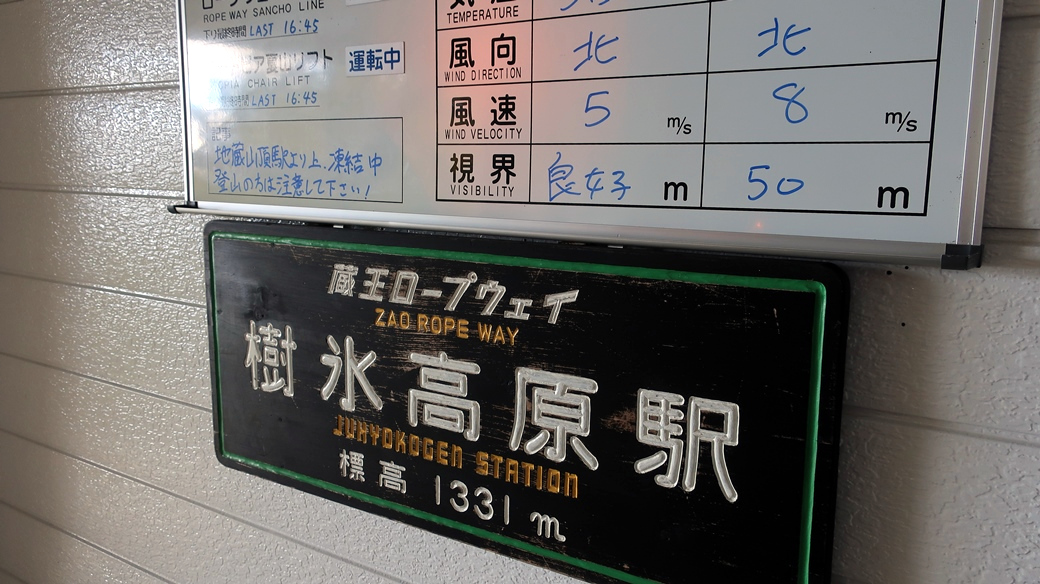 ROPE WAY SANCHO LINE
LAST 16:45
リフト 運転中
CHAIR LIFT
LAST 16:45
記事
地蔵山頂駅より上、凍結中
登山の方は注意して下さい！
TEMPERATURE
風向 北 北
WIND DIRECTION
風速 5 m/s 8 m/s
WIND VELOCITY
視界 良好 m 50 m
VISIBILITY
蔵王ロープウェイ
ZAO ROPE WAY
樹氷高原駅
JUHYOKOGEN STATION
標高 1331m